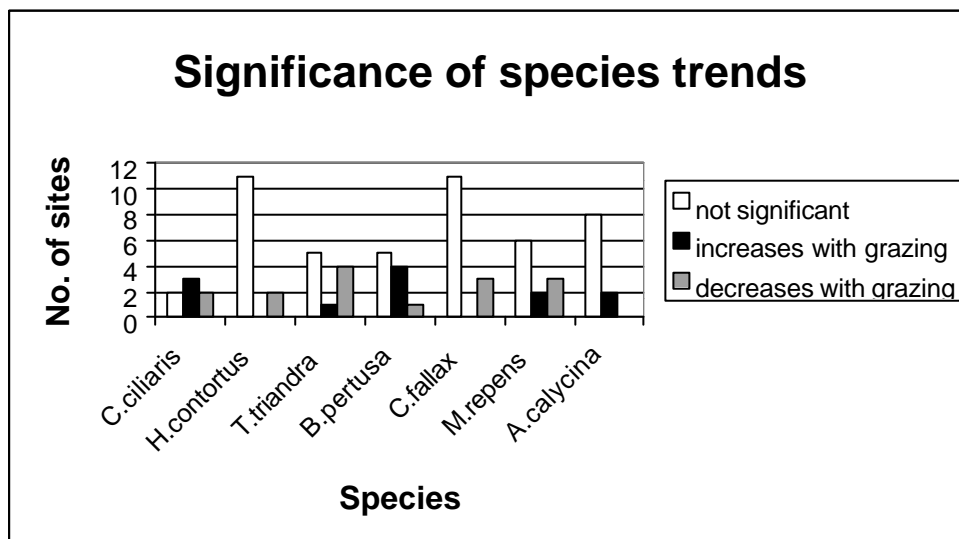 Significance of species trends
No. of sites
12
10
8
6
4
2
0
C.ciliaris
H.contortus
T.triandra
B.pertusa
C.fallax
M.repens
A.calycina
Species
not significant
increases with grazing
decreases with grazing